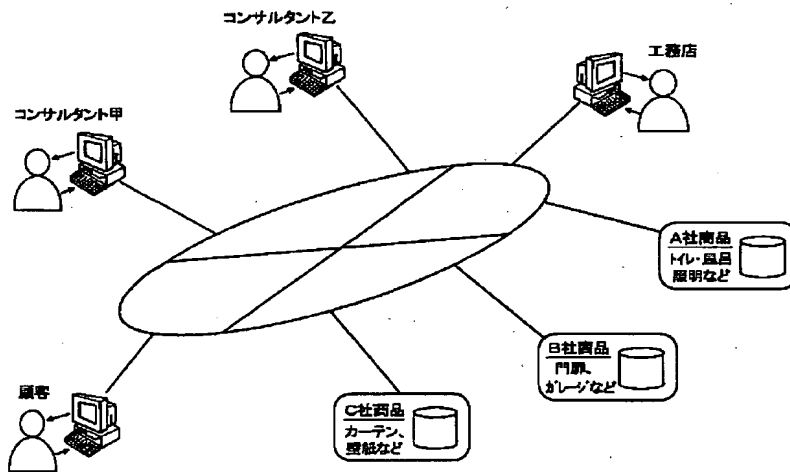 コンサルタント乙
工務店
コンサルタント甲
A社商品
トイレ・風呂
照明など
B社商品
門扉、
ガレージなど
C社商品
カーテン、
壁紙など
顧客